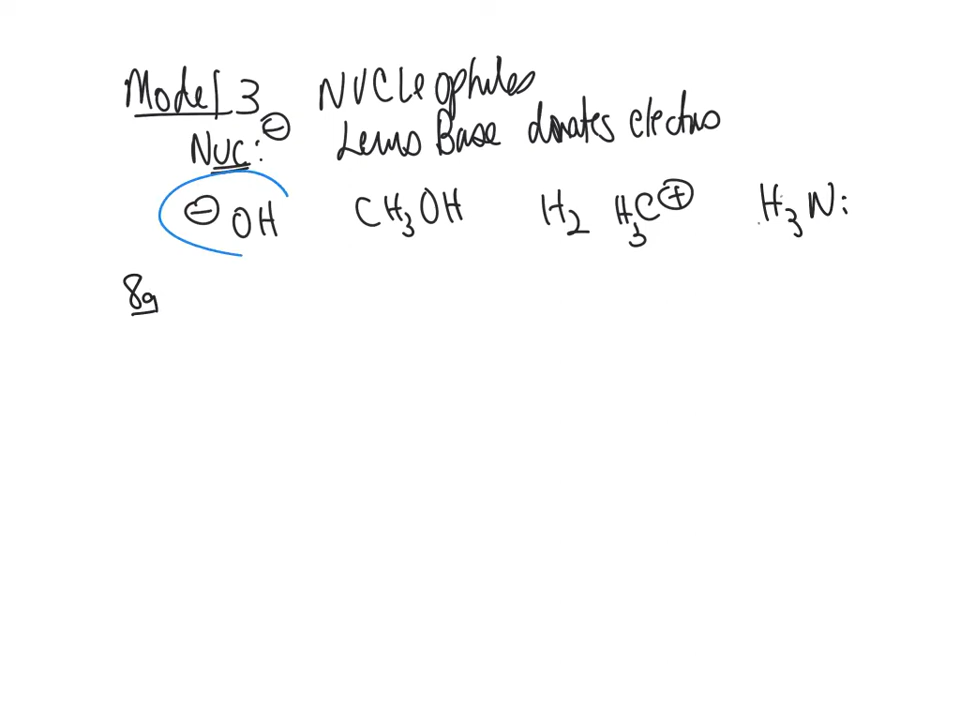 Model 3 NUCleophiles
NUC:⊖ Lewis Base donates electrons
⊖OH CH₃OH H₂ H₃C⊕ H₃N:
8a